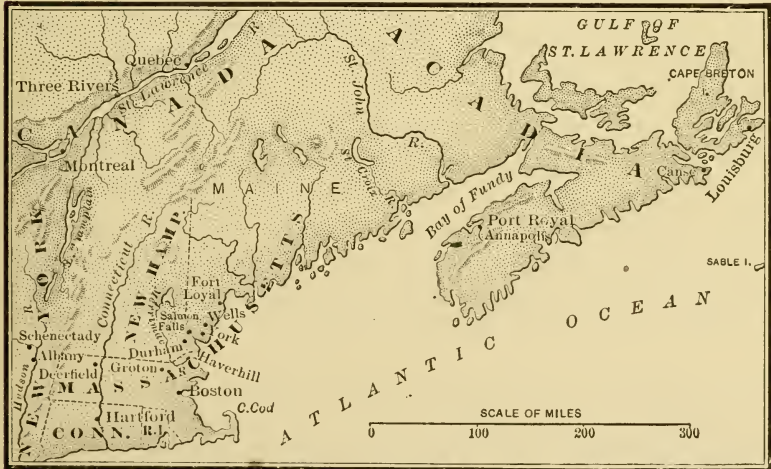 GULF OF
ST. LAWRENCE
CAPE BRETON
Louisburg
Canse
ACADIA
Quebec
R.
St. Lawrence
Three Rivers
CANADA
Montreal
St. John
R.
St. Croix R.
MAINE
Bay of Fundy
Port Royal
Annapolis
SABLE I.
ATLANTIC OCEAN
L. Champlain
Connecticut R.
NEW YORK
NEW HAMP.
MASSACHUSETTS
Fort
Loyal
Salmon
Falls
Wells
York
Durham
Haverhill
Groton
Schenectady
Albany
Deerfield
Hudson R.
MASS
Boston
C. Cod
Hartford
CONN.
R.I.
SCALE OF MILES
0 100 200 300